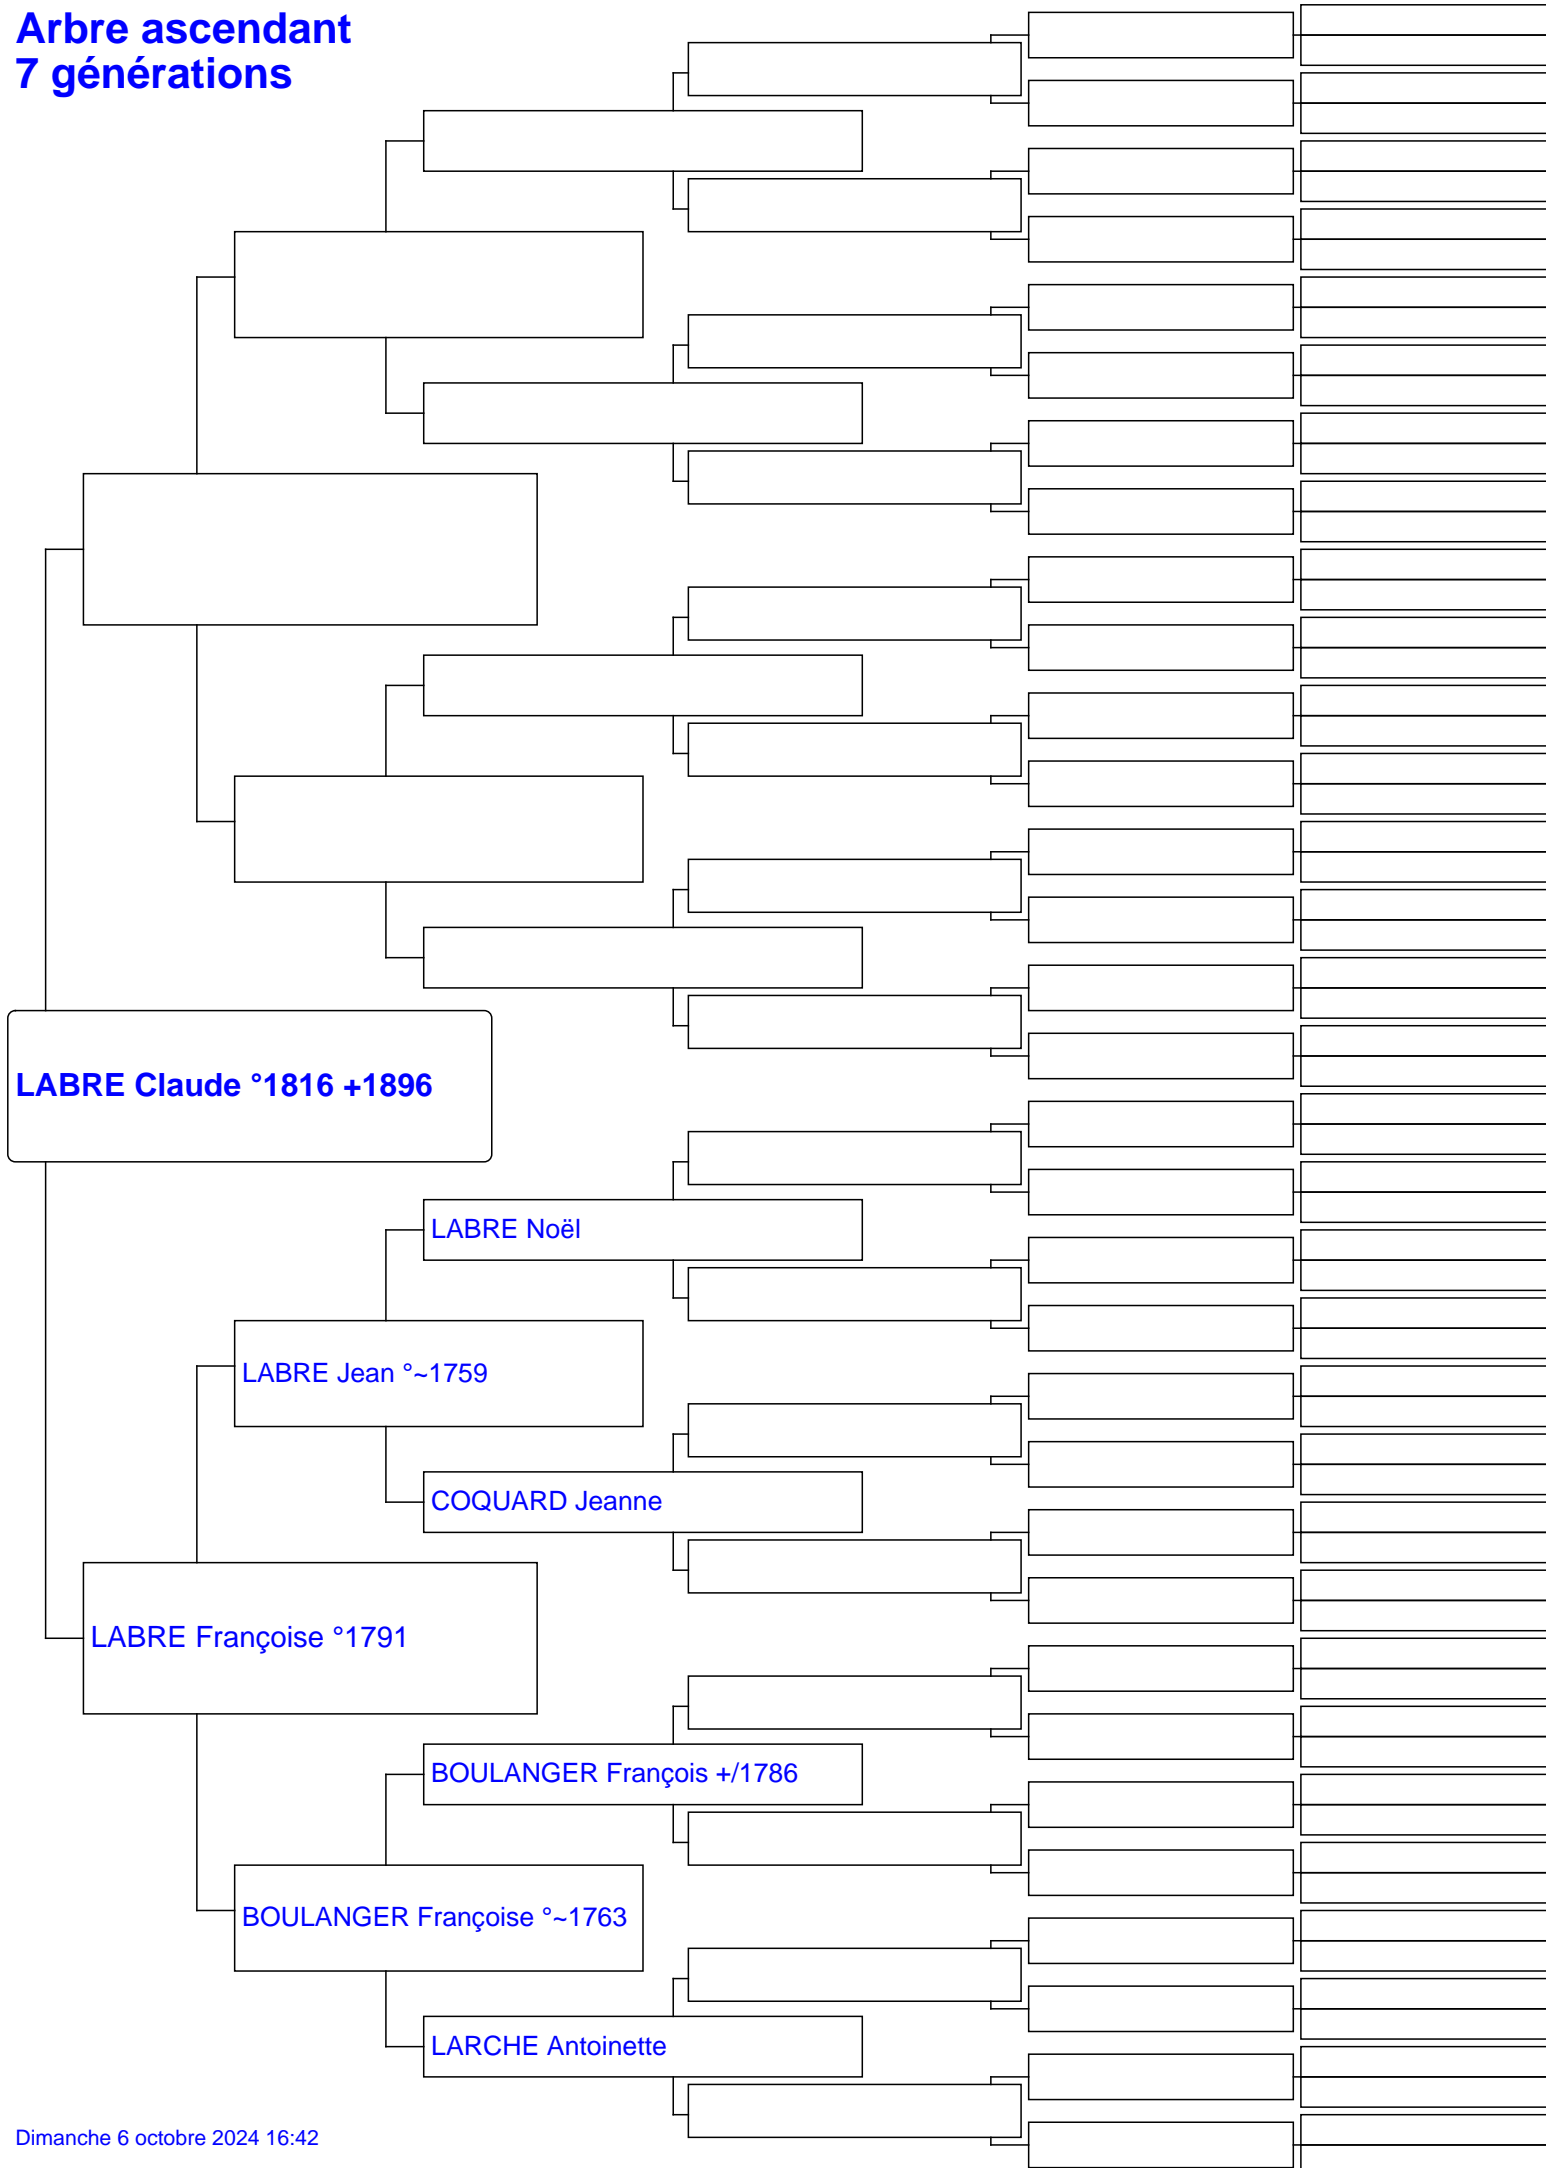 Arbre ascendant
7 générations
LABRE Claude °1816 +1896
LABRE Noël
LABRE Jean °~1759
COQUARD Jeanne
LABRE Françoise °1791
BOULANGER François +/1786
BOULANGER Françoise °~1763
LARCHE Antoinette
Dimanche 6 octobre 2024 16:42